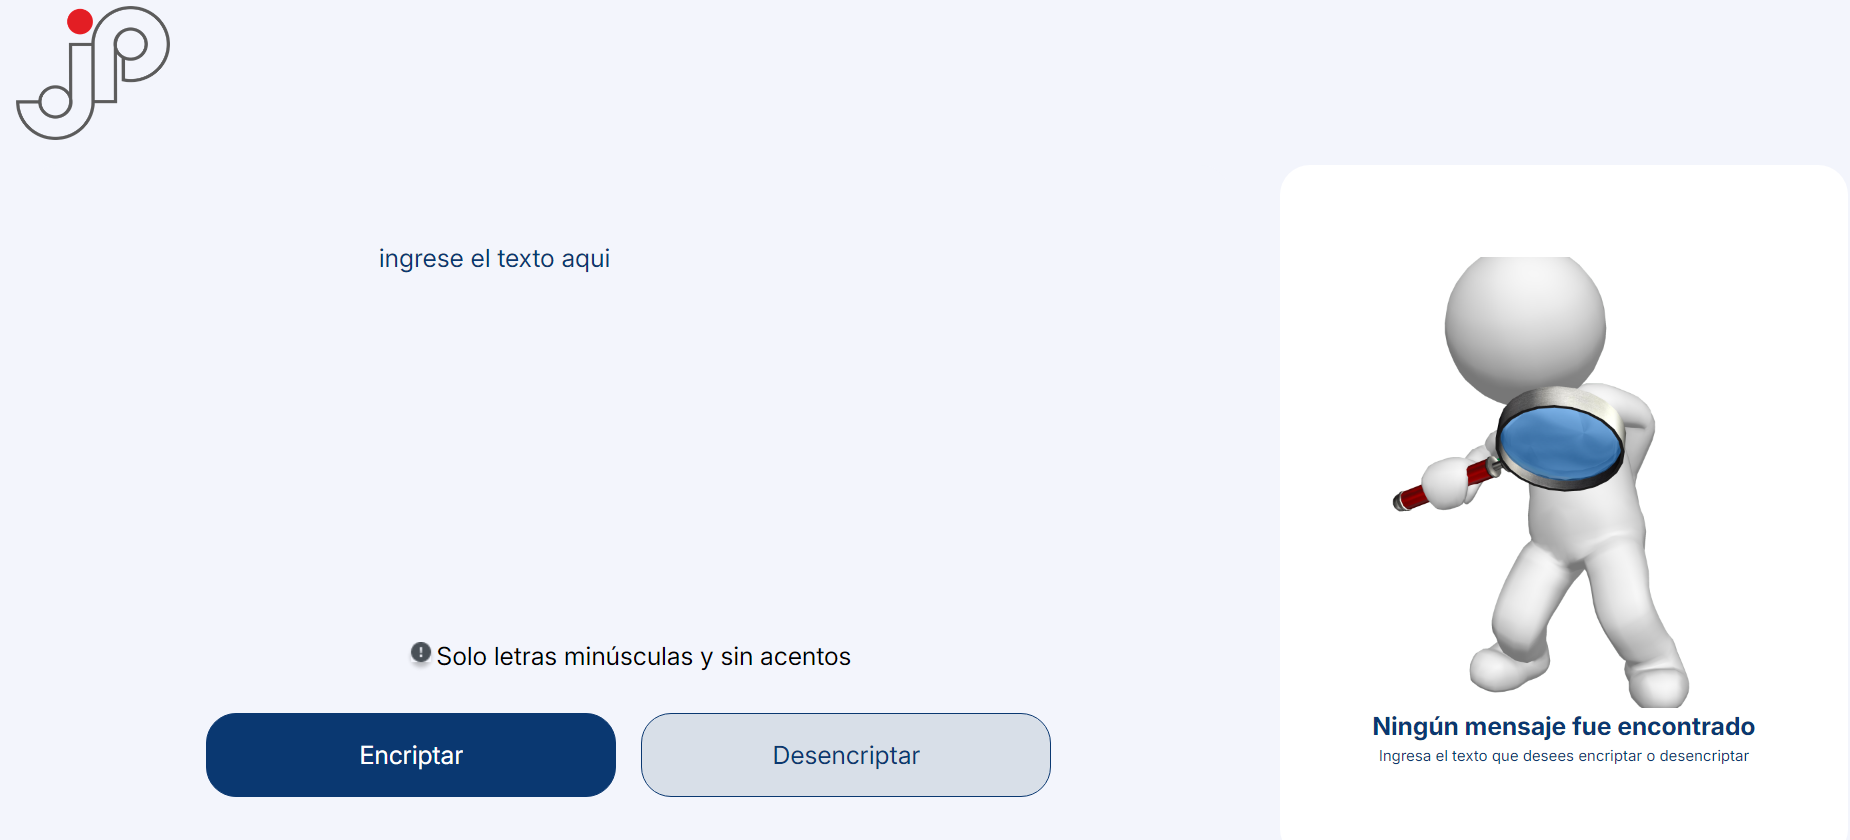 jp
ingrese el texto aqui
Solo letras minúsculas y sin acentos
Encriptar
Desencriptar
Ningún mensaje fue encontrado
Ingresa el texto que desees encriptar o desencriptar